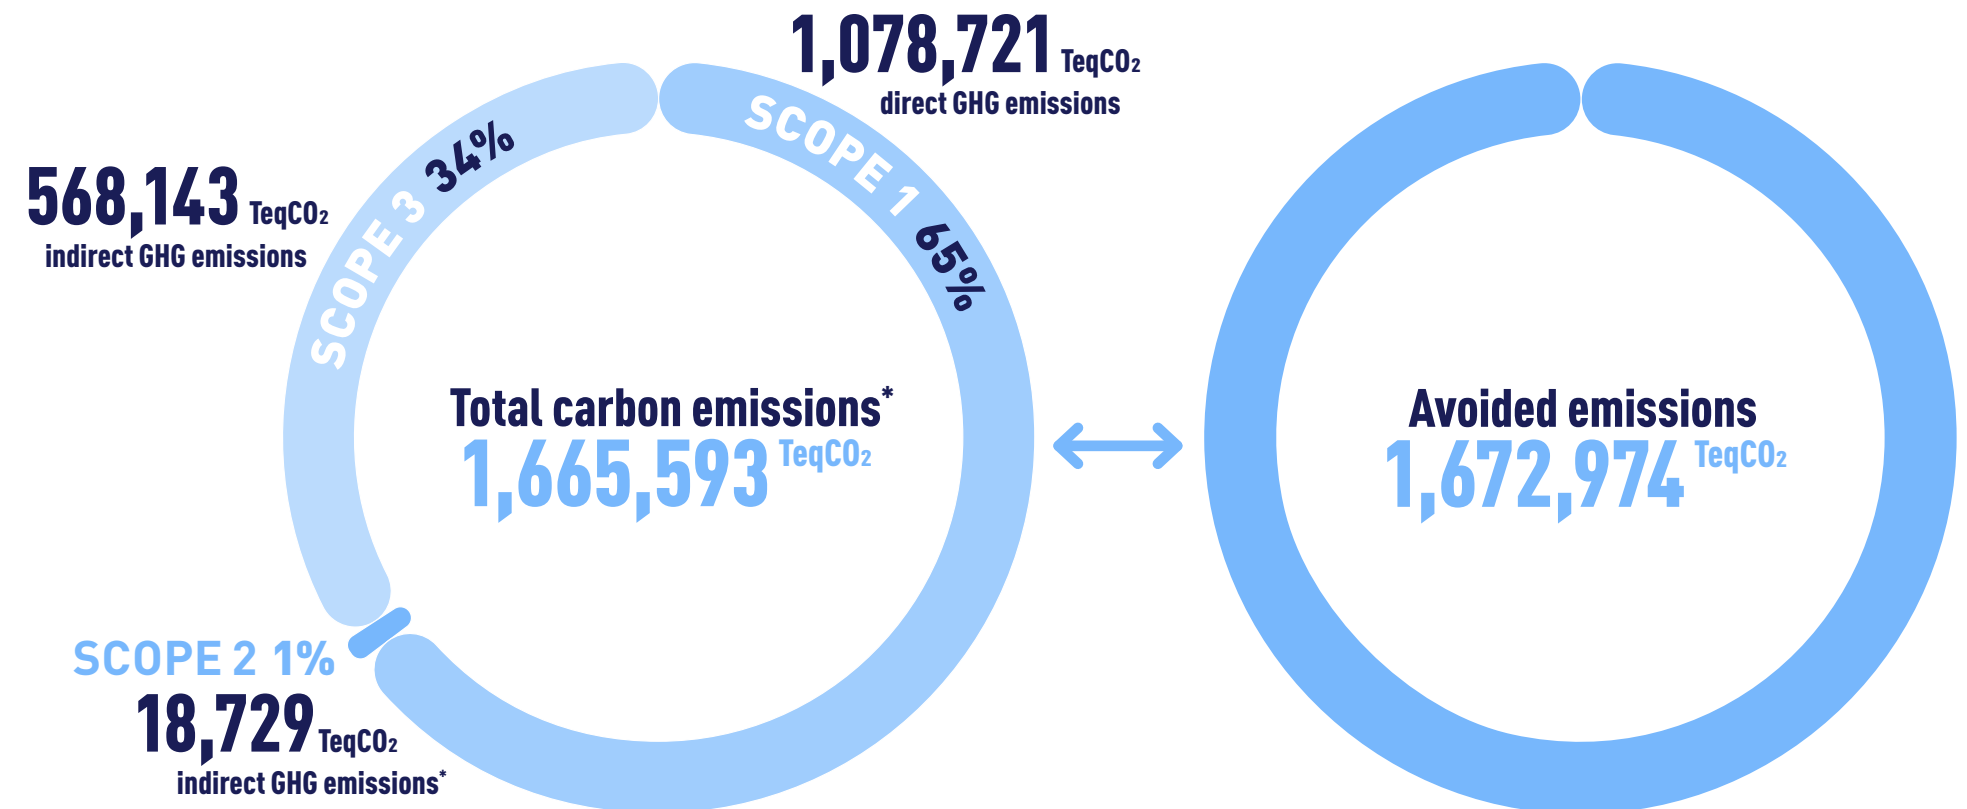 1,078,721 TeqCO₂
direct GHG emissions
SCOPE 1 65%
568,143 TeqCO₂
indirect GHG emissions
SCOPE 3 34%
Total carbon emissions*
1,665,593 TeqCO₂
SCOPE 2 1%
18,729 TeqCO₂
indirect GHG emissions*
Avoided emissions
1,672,974 TeqCO₂